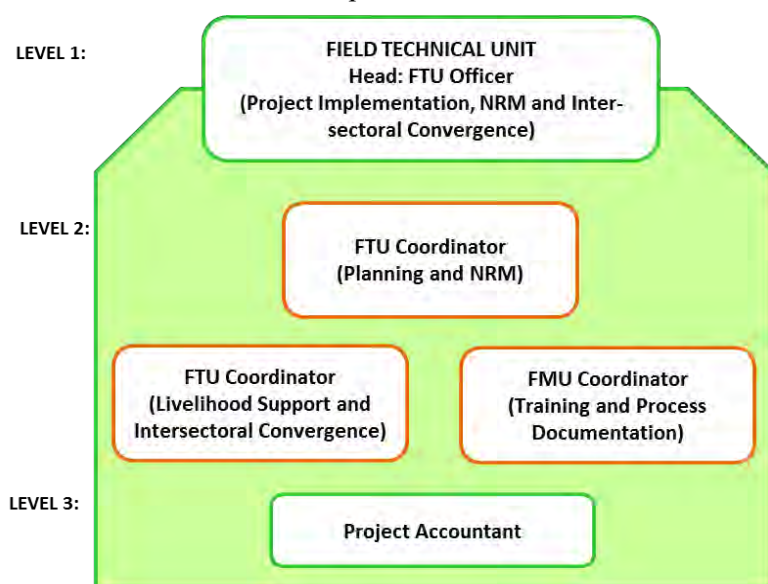 LEVEL 1:
FIELD TECHNICAL UNIT
Head: FTU Officer
(Project Implementation, NRM and Inter-
sectoral Convergence)
LEVEL 2:
FTU Coordinator
(Planning and NRM)
FTU Coordinator
(Livelihood Support and
Intersectoral Convergence)
FMU Coordinator
(Training and Process
Documentation)
LEVEL 3:
Project Accountant